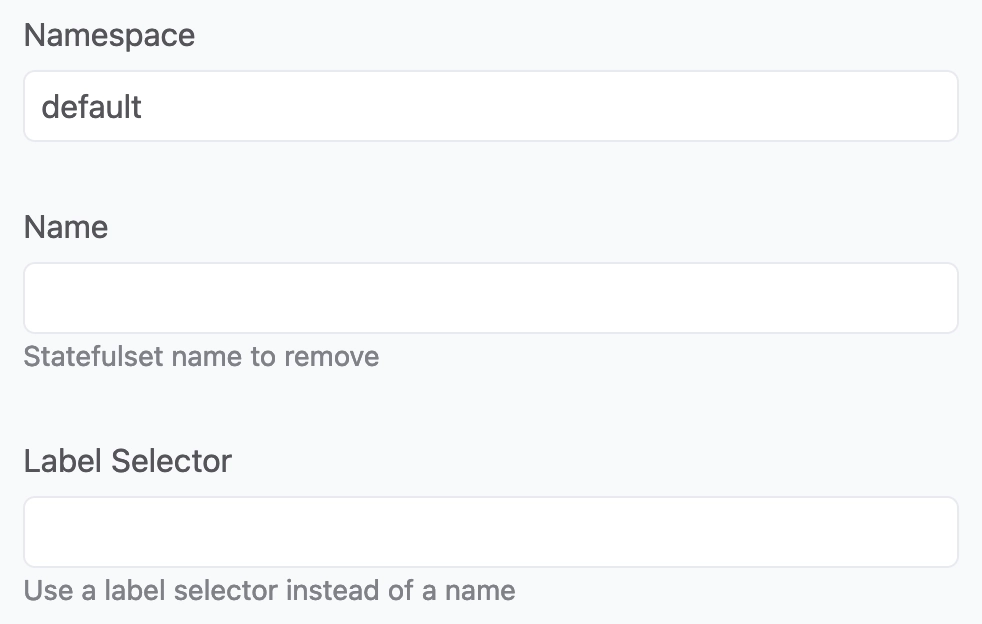 Namespace
default
Name
Statefulset name to remove
Label Selector
Use a label selector instead of a name